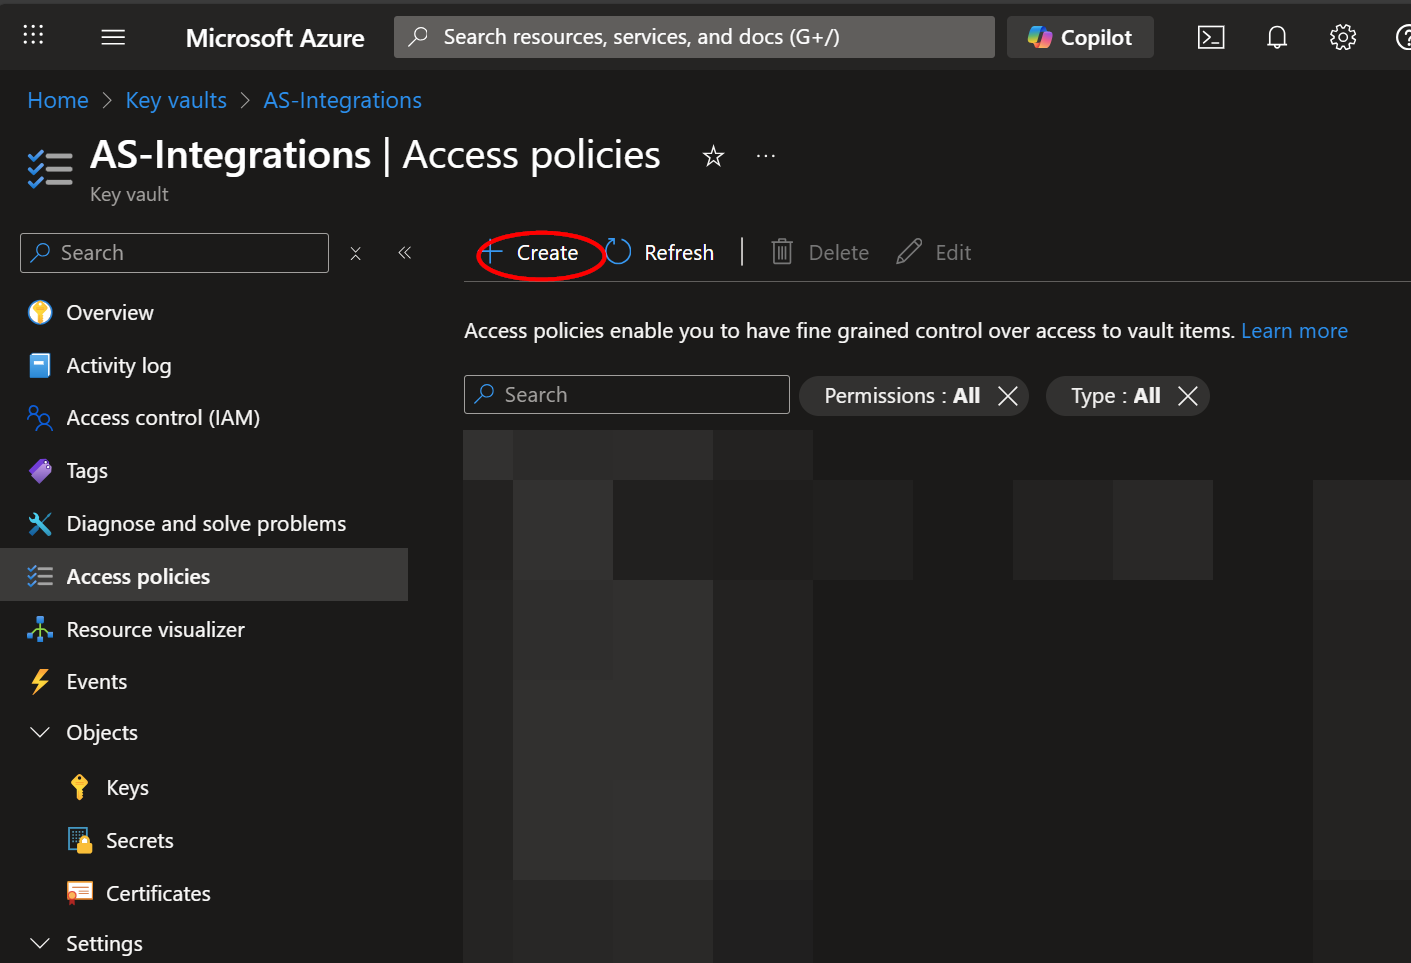 Microsoft Azure
Search resources, services, and docs (G+/)
Copilot
Home > Key vaults > AS-Integrations
AS-Integrations | Access policies
Key vault
Search
Create
Refresh
Delete
Edit
Overview
Activity log
Access control (IAM)
Tags
Diagnose and solve problems
Access policies
Resource visualizer
Events
Objects
Keys
Secrets
Certificates
Settings
Access policies enable you to have fine grained control over access to vault items. Learn more
Search
Permissions : All
Type : All